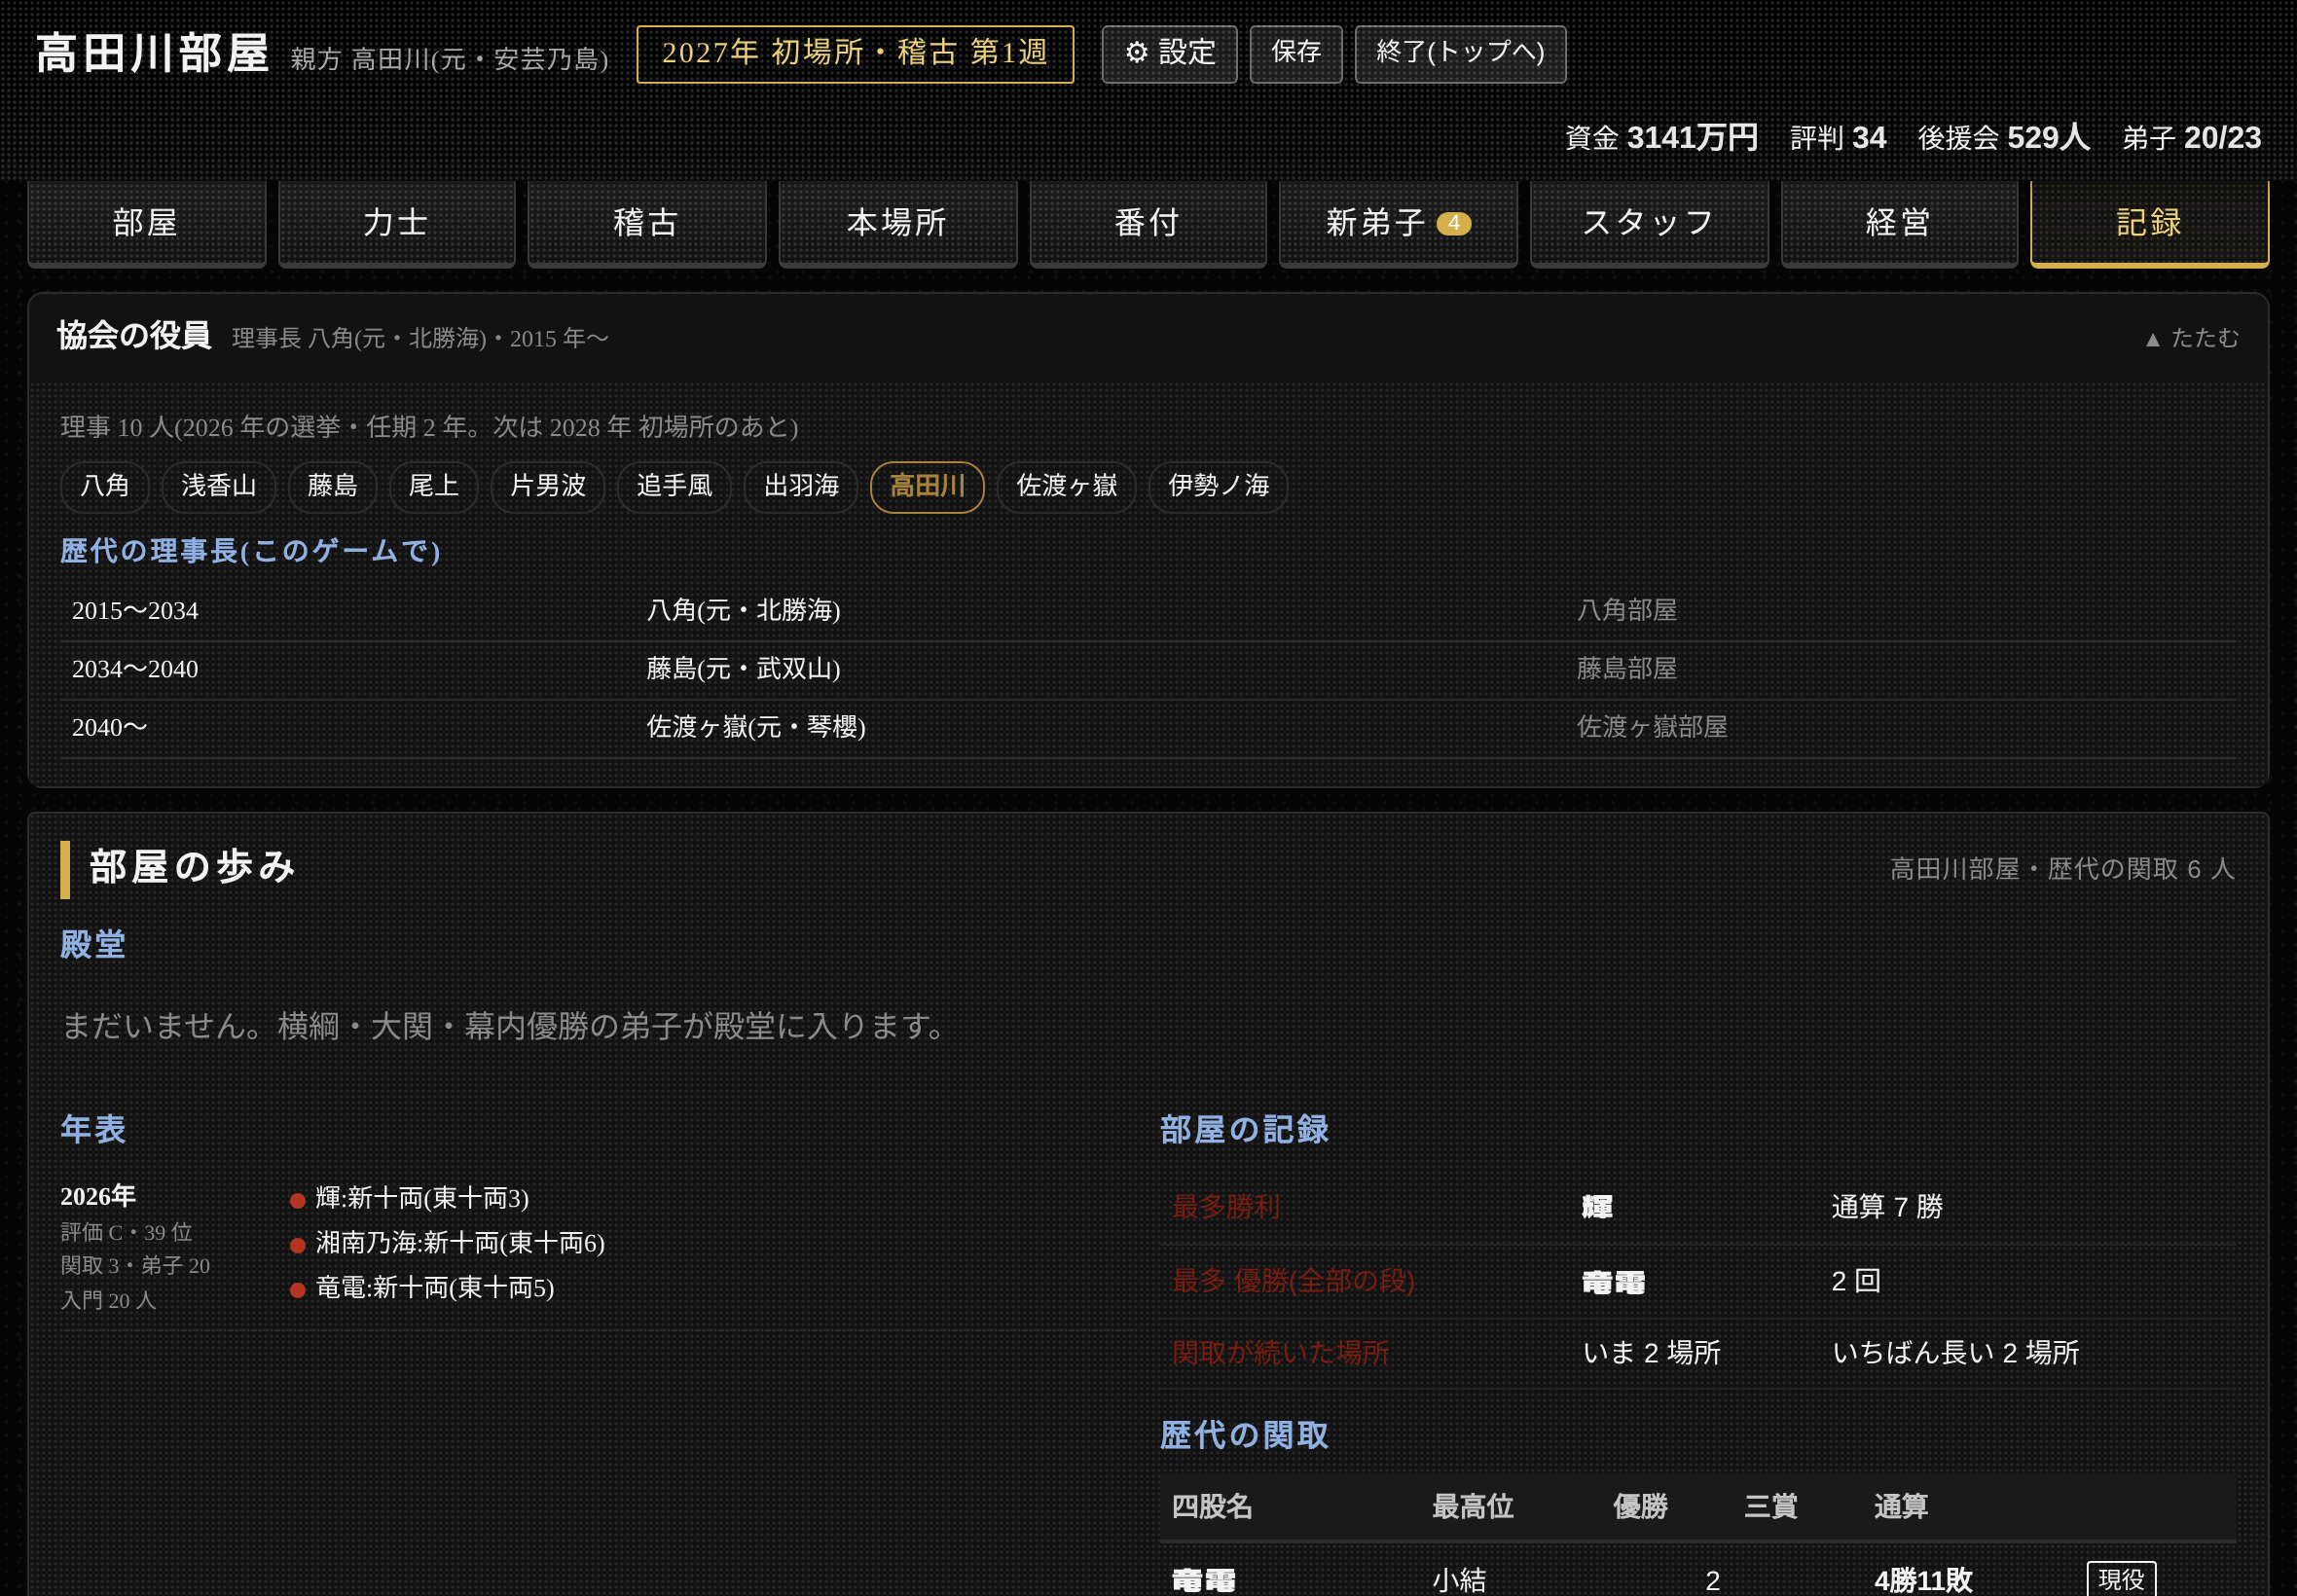 高田川部屋 親方 高田川(元・安芸乃島) 2027年 初場所・稽古 第1週 ⚙ 設定 保存 終了(トップへ)
資金 3141万円 評判 34 後援会 529人 弟子 20/23
部屋 力士 稽古 本場所 番付 新弟子 4 スタッフ 経営 記録
協会の役員 理事長 八角(元・北勝海)・2015 年〜 ▲ たたむ
理事 10 人(2026 年の選挙・任期 2 年。次は 2028 年 初場所のあと)
八角 浅香山 藤島 尾上 片男波 追手風 出羽海 高田川 佐渡ヶ嶽 伊勢ノ海
歴代の理事長(このゲームで)
2015〜2034 八角(元・北勝海) 八角部屋
2034〜2040 藤島(元・武双山) 藤島部屋
2040〜 佐渡ヶ嶽(元・琴櫻) 佐渡ヶ嶽部屋
部屋の歩み 高田川部屋・歴代の関取 6 人
殿堂
まだいません。横綱・大関・幕内優勝の弟子が殿堂に入ります。
年表
2026年
評価 C・39 位
関取 3・弟子 20
入門 20 人
輝:新十両(東十両3)
湘南乃海:新十両(東十両6)
竜電:新十両(東十両5)
部屋の記録
最多勝利 輝 通算 7 勝
最多 優勝(全部の段) 竜電 2 回
関取が続いた場所 いま 2 場所 いちばん長い 2 場所
歴代の関取
四股名 最高位 優勝 三賞 通算
竜電 小結 2 4勝11敗 現役